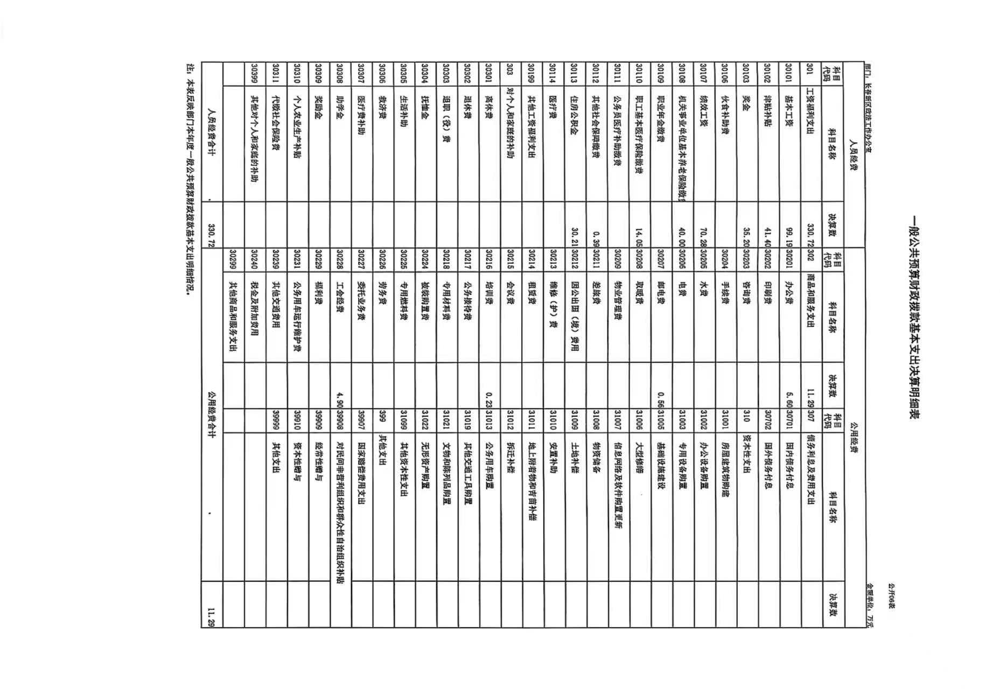 一般公共预算财政拨款基本支出决算明细表
公开06表
部门：长春新区政法工作办公室 金额单位：万元
人员经费 公用经费
科目代码 科目名称 决算数 科目代码 科目名称 决算数 科目代码 科目名称 决算数
301 工资福利支出 330.72 302 商品和服务支出 11.29 307 债务利息及费用支出
30101 基本工资 99.19 30201 办公费 5.60 30701 国内债务付息
30102 津贴补贴 41.40 30202 印刷费 30702 国外债务付息
30103 奖金 35.20 30203 咨询费 310 资本性支出
30106 伙食补助费 30204 手续费 31001 房屋建筑物购建
30107 绩效工资 70.28 30205 水费 31002 办公设备购置
30108 机关事业单位基本养老保险缴费 40.00 30206 电费 31003 专用设备购置
30109 职业年金缴费 30207 邮电费 0.56 31005 基础设施建设
30110 职工基本医疗保险缴费 14.05 30208 取暖费 31006 大型修缮
30111 公务员医疗补助缴费 30209 物业管理费 31007 信息网络及软件购置更新
30112 其他社会保障缴费 0.39 30211 差旅费 31008 物资储备
30113 住房公积金 30.21 30212 因公出国（境）费用 31009 土地补偿
30114 医疗费 30213 维修（护）费 31010 安置补助
30199 其他工资福利支出 30214 租赁费 31011 地上附着物和青苗补偿
303 对个人和家庭的补助 30215 会议费 31012 拆迁补偿
30301 离休费 30216 培训费 0.23 31013 公务用车购置
30302 退休费 30217 公务接待费 31019 其他交通工具购置
30303 退职（役）费 30218 专用材料费 31021 文物和陈列品购置
30304 抚恤金 30224 被装购置费 31022 无形资产购置
30305 生活补助 30225 专用燃料费 31099 其他资本性支出
30306 救济费 30226 劳务费 399 其他支出
30307 医疗费补助 30227 委托业务费 39907 国家赔偿费用支出
30308 助学金 30228 工会经费 4.90 39908 对民间非营利组织和群众性自治组织补贴
30309 奖励金 30229 福利费 39909 经常性赠与
30310 个人农业生产补贴 30231 公务用车运行维护费 39910 资本性赠与
30311 代缴社会保险费 30239 其他交通费用 39999 其他支出
30399 其他对个人和家庭的补助 30240 税金及附加费用
30299 其他商品和服务支出
人员经费合计 330.72 公用经费合计 11.29
注：本表反映部门本年度一般公共预算财政拨款基本支出明细情况。